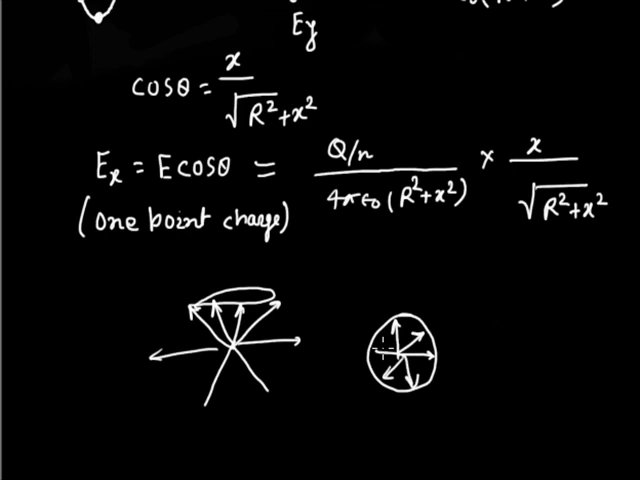 Ey
cosθ = x / √R²+x²
Ex = E cosθ = Q/n / 4πϵ0 (R²+x²) × x / √R²+x²
(one point charge)